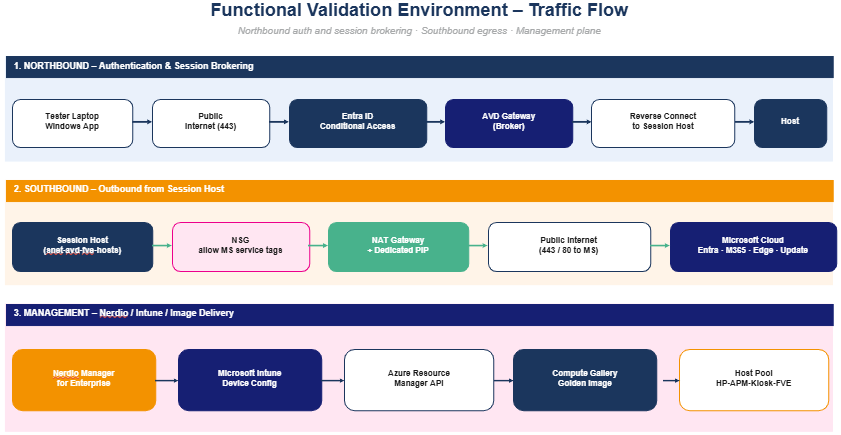 Functional Validation Environment – Traffic Flow
Northbound auth and session brokering · Southbound egress · Management plane
1. NORTHBOUND – Authentication & Session Brokering
Tester Laptop
Windows App
Public
Internet (443)
Entra ID
Conditional Access
AVD Gateway
(Broker)
Reverse Connect
to Session Host
Host
2. SOUTHBOUND – Outbound from Session Host
Session Host
(snet-avd-fve-hosts)
NSG
allow MS service tags
NAT Gateway
+ Dedicated PIP
Public Internet
(443 / 80 to MS)
Microsoft Cloud
Entra · M365 · Edge · Update
3. MANAGEMENT – Nerdio / Intune / Image Delivery
Nerdio Manager
for Enterprise
Microsoft Intune
Device Config
Azure Resource
Manager API
Compute Gallery
Golden Image
Host Pool
HP-APM-Kiosk-FVE